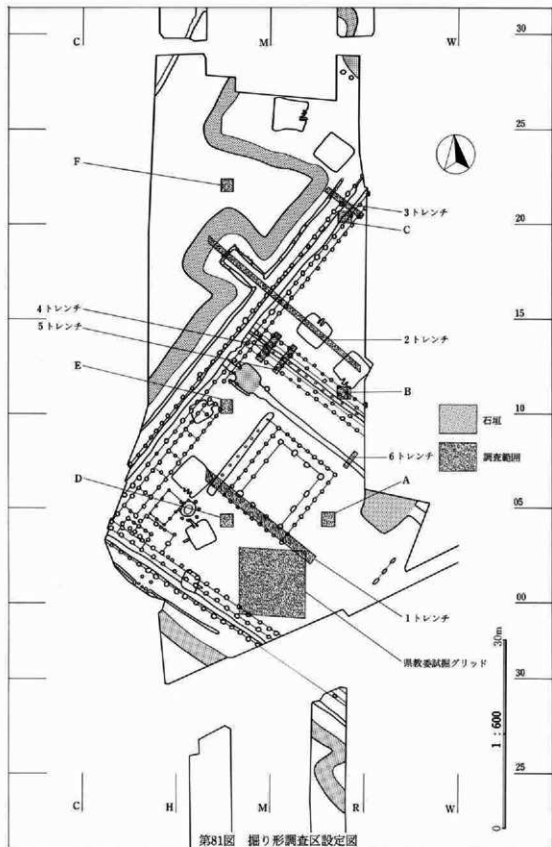 C M W
30
25
F
3トレンチ
C
20
4トレンチ
5トレンチ
15
2トレンチ
E
B
10
石垣
調査範囲
6トレンチ
D
A
05
1トレンチ
00
県教委試掘グリッド
30m
30
1：600
25
C H M R W
0
第81図 掘り形調査区設定図